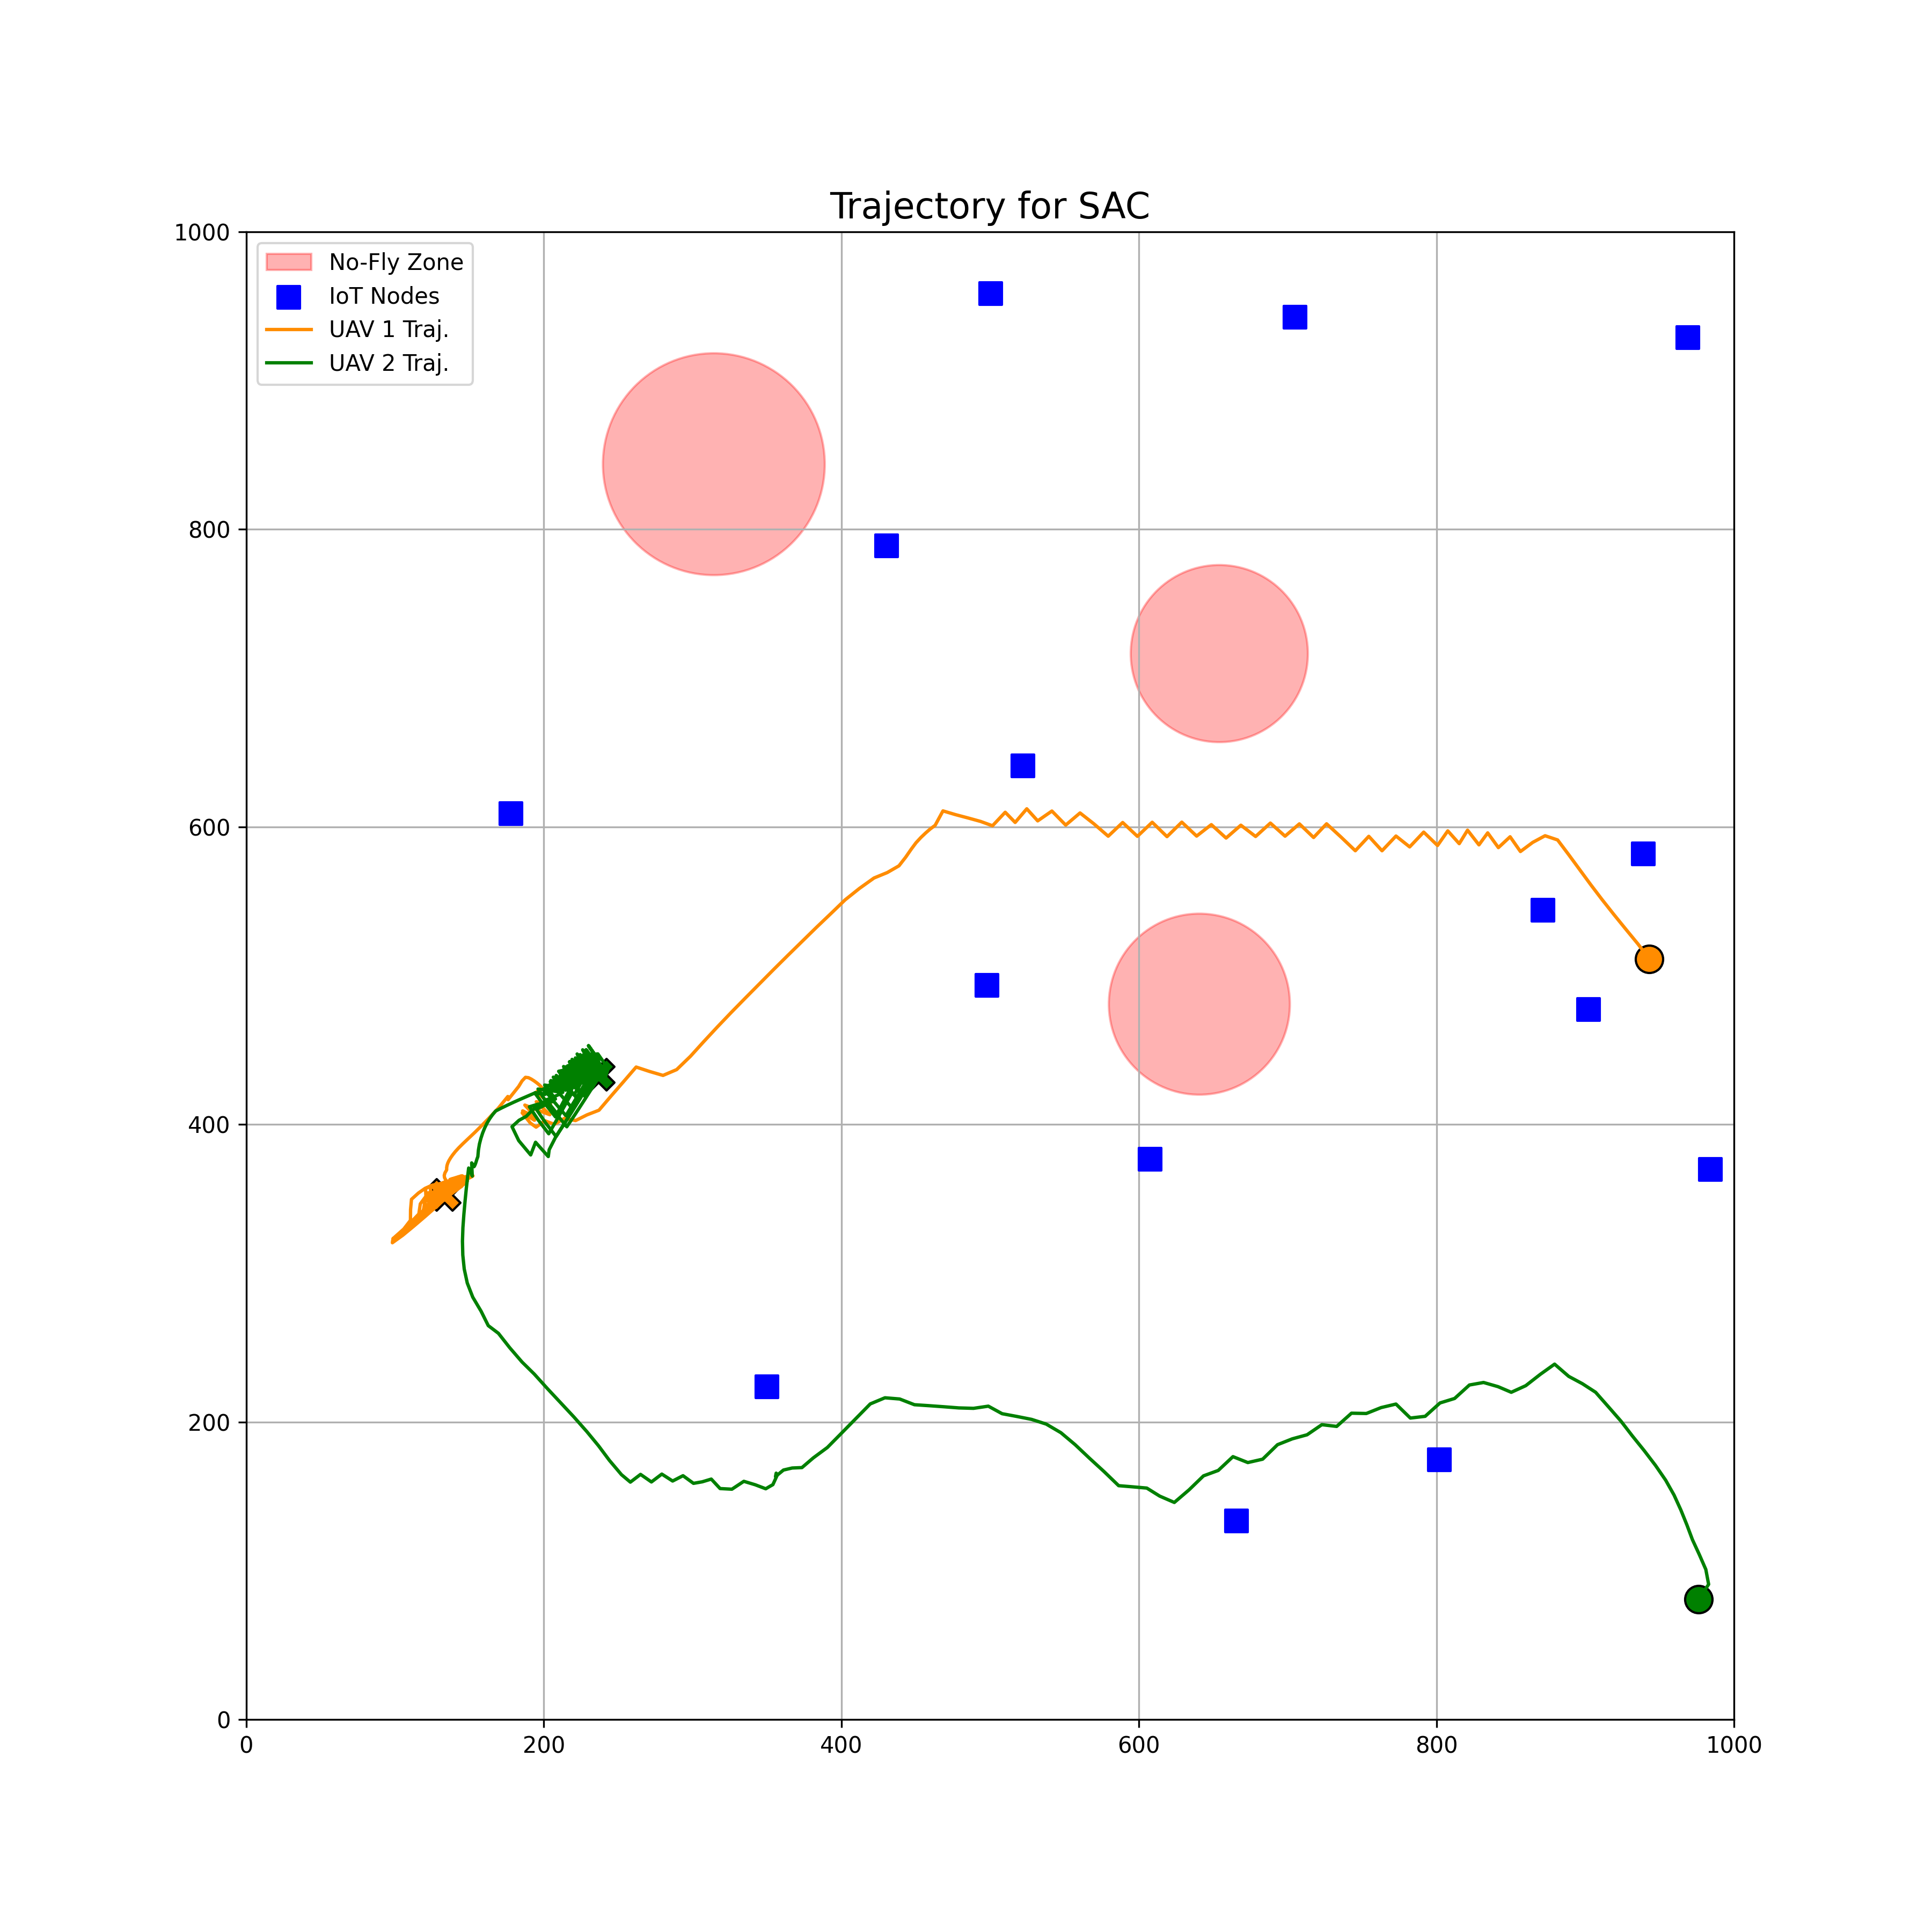 Trajectory for SAC
1000
800
600
400
200
0
No-Fly Zone
IoT Nodes
UAV 1 Traj.
UAV 2 Traj.
0 200 400 600 800 1000